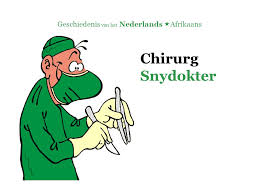 Geschiedenis van het Nederlands ★ Afrikaans
Chirurg
Snydokter